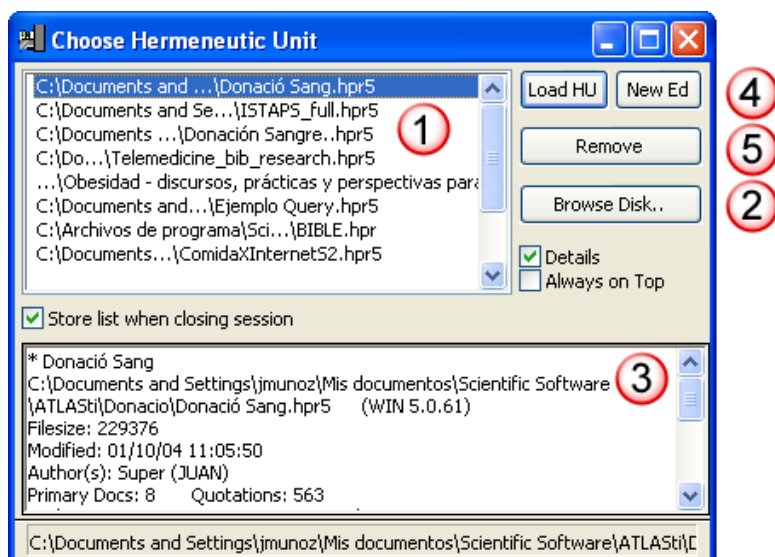 Choose Hermeneutic Unit
C:\Documents and ...\Donació Sang.hpr5
C:\Documents and Se...\ISTAPS_full.hpr5
C:\Documents ...\Donación Sangre..hpr5
C:\Do...\Telemedicine_bib_research.hpr5
...\Obesidad - discursos, prácticas y perspectivas para
C:\Documents and...\Ejemplo Query.hpr5
C:\Archivos de programa\Sci...\BIBLE.hpr
C:\Documents...\ComidaXInternetS2.hpr5
1
Load HU New Ed 4
Remove 5
Browse Disk.. 2
Details
Always on Top
Store list when closing session
* Donació Sang
C:\Documents and Settings\jmunoz\Mis documentos\Scientific Software
\ATLASti\Donacio\Donació Sang.hpr5 (WIN 5.0.61)
3
Filesize: 229376
Modified: 01/10/04 11:05:50
Author(s): Super (JUAN)
Primary Docs: 8 Quotations: 563
C:\Documents and Settings\jmunoz\Mis documentos\Scientific Software\ATLASti\D